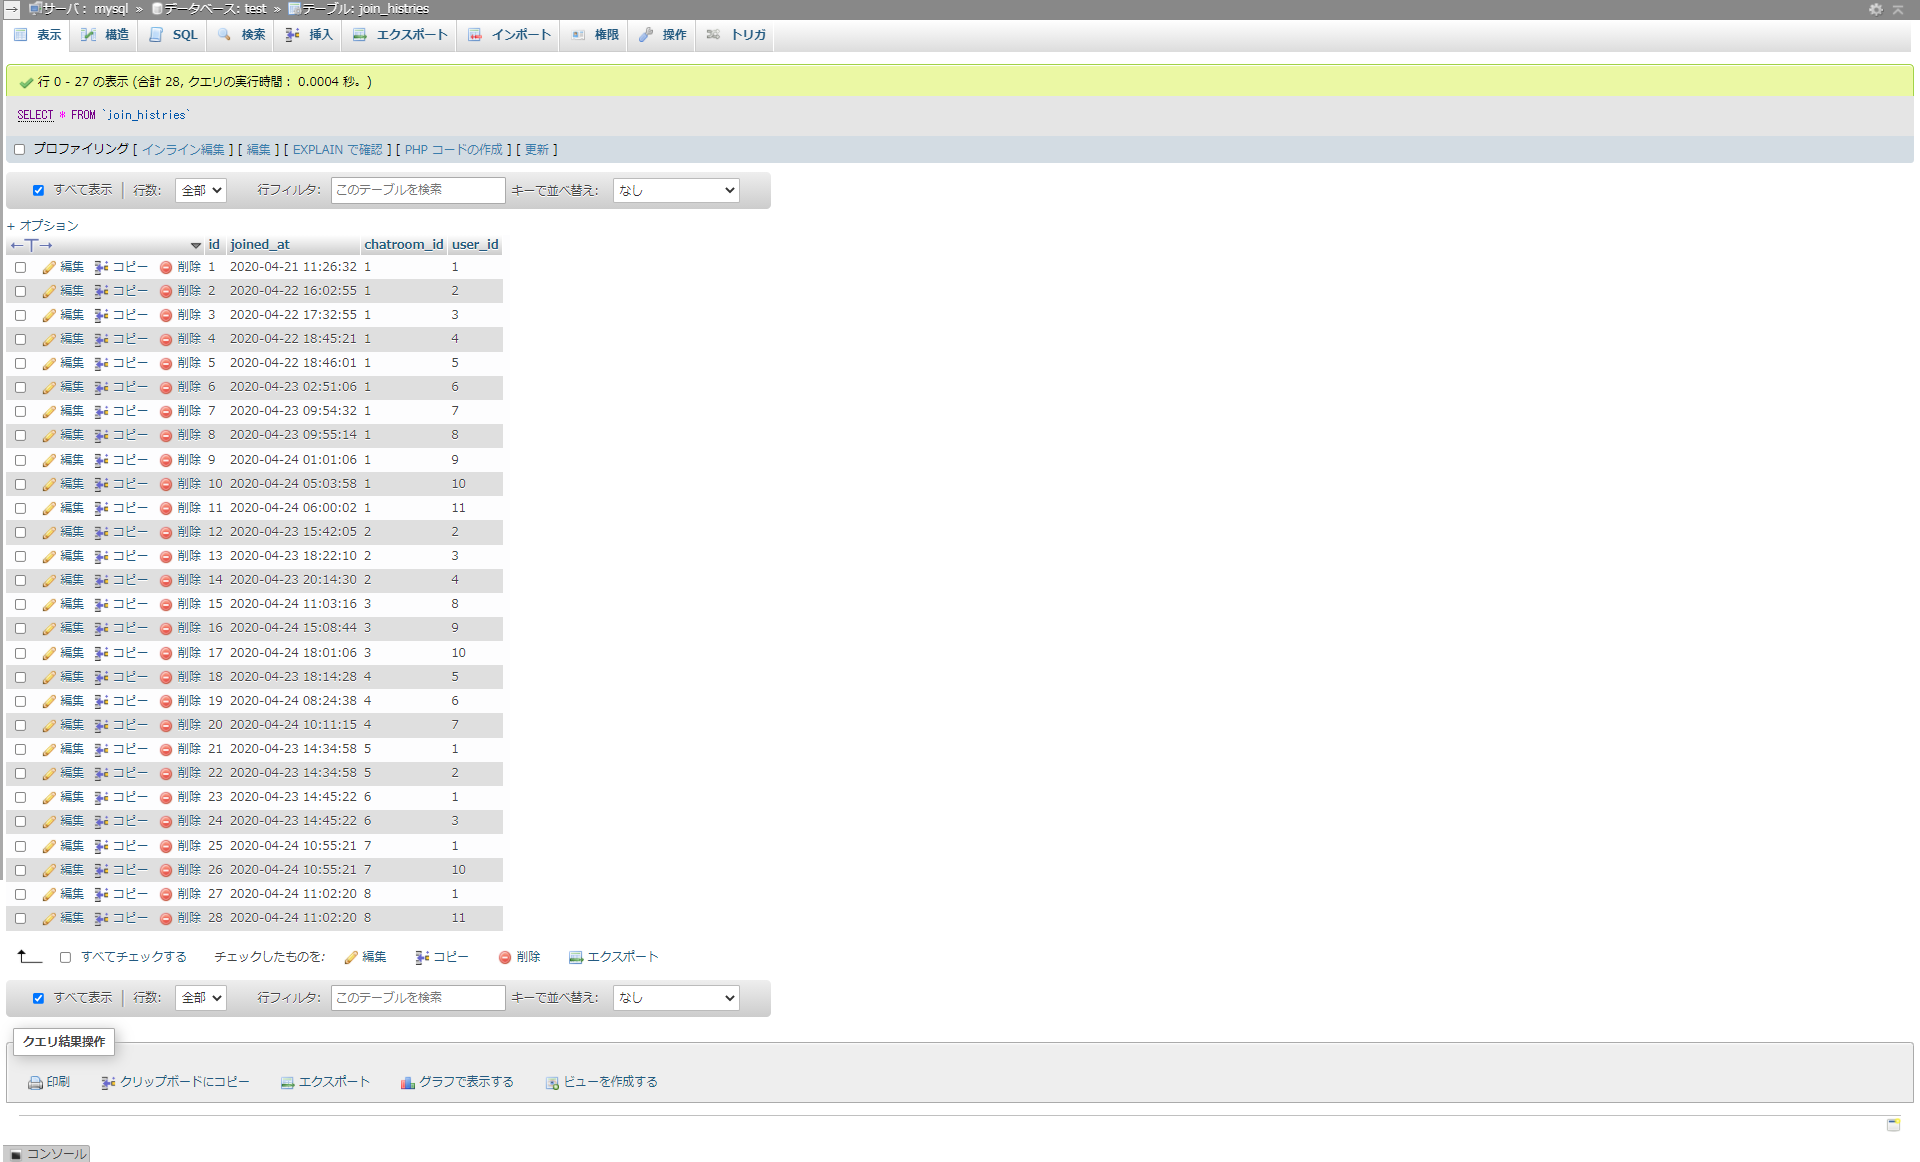 サーバ: mysql » データベース: test » テーブル: join_histries
表示 構造 SQL 検索 挿入 エクスポート インポート 権限 操作 トリガ
行 0 - 27 の表示 (合計 28, クエリの実行時間： 0.0004 秒。)
SELECT * FROM `join_histries`
プロファイリング [ インライン編集 ] [ 編集 ] [ EXPLAIN で確認 ] [ PHP コードの作成 ] [ 更新 ]
すべて表示 | 行数: 全部 行フィルタ: このテーブルを検索 キーで並べ替え: なし
+ オプション
←T→ id joined_at chatroom_id user_id
編集 コピー 削除 1 2020-04-21 11:26:32 1 1
編集 コピー 削除 2 2020-04-22 16:02:55 1 2
編集 コピー 削除 3 2020-04-22 17:32:55 1 3
編集 コピー 削除 4 2020-04-22 18:45:21 1 4
編集 コピー 削除 5 2020-04-22 18:46:01 1 5
編集 コピー 削除 6 2020-04-23 02:51:06 1 6
編集 コピー 削除 7 2020-04-23 09:54:32 1 7
編集 コピー 削除 8 2020-04-23 09:55:14 1 8
編集 コピー 削除 9 2020-04-24 01:01:06 1 9
編集 コピー 削除 10 2020-04-24 05:03:58 1 10
編集 コピー 削除 11 2020-04-24 06:00:02 1 11
編集 コピー 削除 12 2020-04-23 15:42:05 2 2
編集 コピー 削除 13 2020-04-23 18:22:10 2 3
編集 コピー 削除 14 2020-04-23 20:14:30 2 4
編集 コピー 削除 15 2020-04-24 11:03:16 3 8
編集 コピー 削除 16 2020-04-24 15:08:44 3 9
編集 コピー 削除 17 2020-04-24 18:01:06 3 10
編集 コピー 削除 18 2020-04-23 18:14:28 4 5
編集 コピー 削除 19 2020-04-24 08:24:38 4 6
編集 コピー 削除 20 2020-04-24 10:11:15 4 7
編集 コピー 削除 21 2020-04-23 14:34:58 5 1
編集 コピー 削除 22 2020-04-23 14:34:58 5 2
編集 コピー 削除 23 2020-04-23 14:45:22 6 1
編集 コピー 削除 24 2020-04-23 14:45:22 6 3
編集 コピー 削除 25 2020-04-24 10:55:21 7 1
編集 コピー 削除 26 2020-04-24 10:55:21 7 10
編集 コピー 削除 27 2020-04-24 11:02:20 8 1
編集 コピー 削除 28 2020-04-24 11:02:20 8 11
すべてチェックする チェックしたものを: 編集 コピー 削除 エクスポート
すべて表示 | 行数: 全部 行フィルタ: このテーブルを検索 キーで並べ替え: なし
クエリ結果操作
印刷 クリップボードにコピー エクスポート グラフで表示する ビューを作成する
コンソール